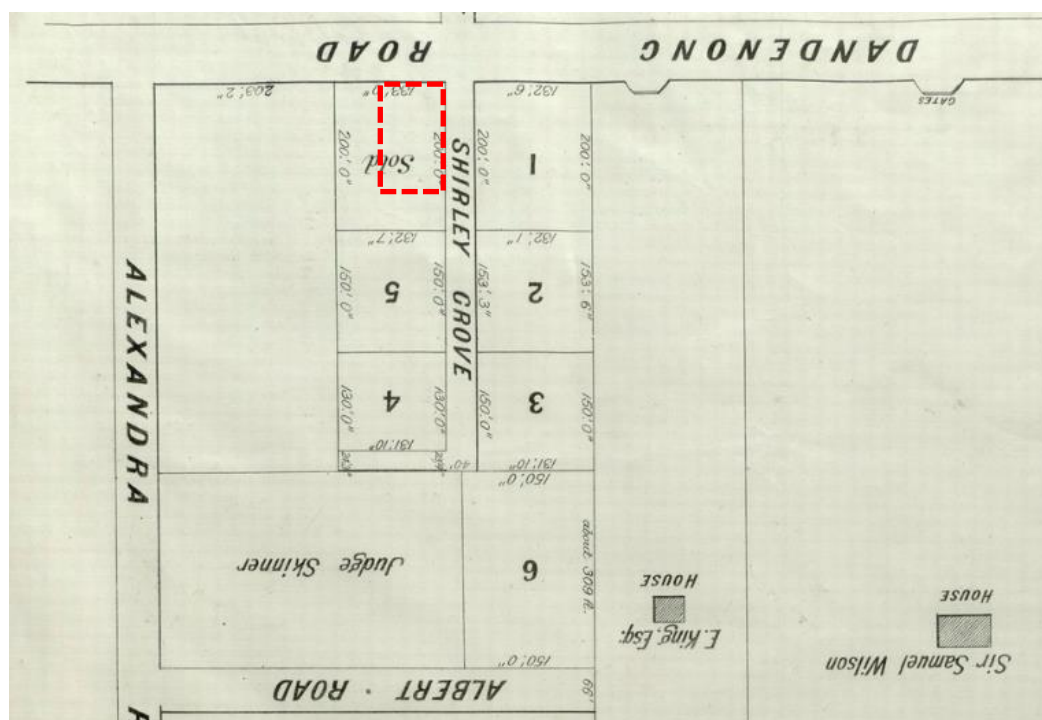 DANDENONG ROAD
GATES
203'.2"
133'.0"
132'.6"
200'.0"
Sold
200'.0"
200'.0"
1
200'.0"
SHIRLEY GROVE
132'.7"
132'.1"
150'.0"
5
150'.0"
153'.3"
2
153'.6"
ALEXANDRA
130'.0"
4
130'.0"
150'.0"
3
150'.0"
131'.10"
40'
131'.10"
150'.0"
Judge Skinner
6
about 309 ft.
HOUSE
E. King, Esq:
HOUSE
Sir Samuel Wilson
150'.0"
ALBERT · ROAD
66'